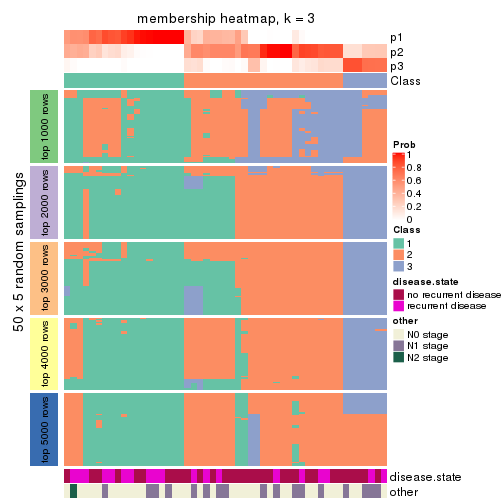 membership heatmap, k = 3
p1
p2
p3
Class
50 x 5 random samplings
top 1000 rows
top 2000 rows
top 3000 rows
top 4000 rows
top 5000 rows
Prob
1
0.8
0.6
0.4
0.2
0
Class
1
2
3
disease.state
no recurrent disease
recurrent disease
other
N0 stage
N1 stage
N2 stage
disease.state
other